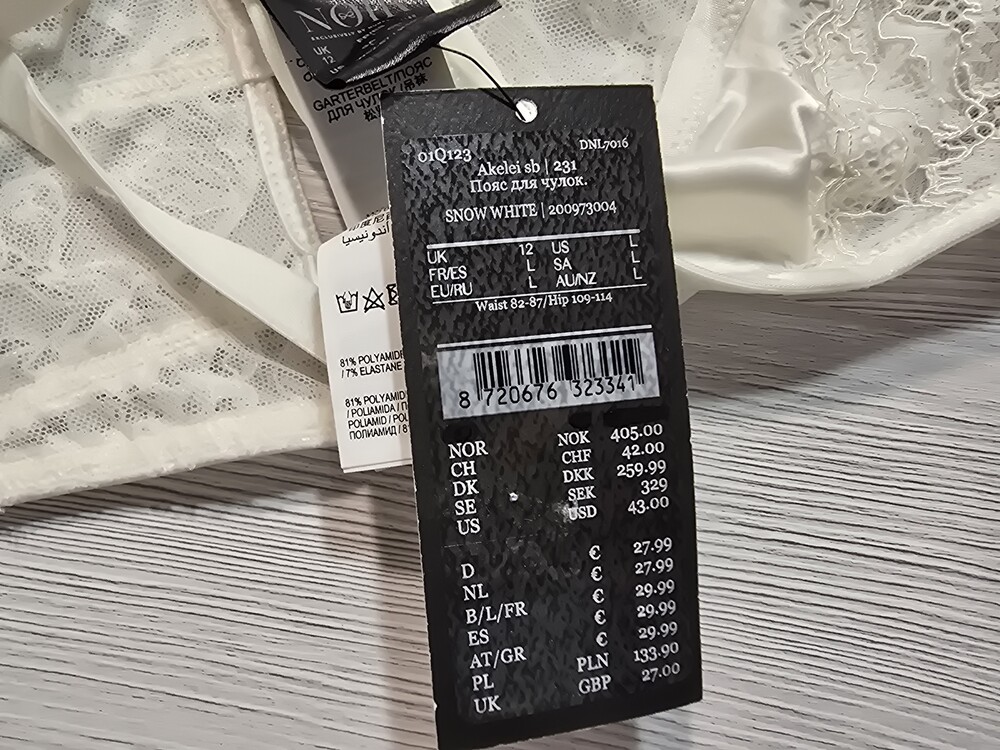 UK
12
GARTERBELT/ПОЯС
ДЛЯ ЧУЛОК
أندونيسيا
81% POLYAMIDE
/ 7% ELASTANE
81% POLYAMID
/ POLIAMIDA /
POLIAMID /
ПОЛИАМИД /
01Q123 DNL7016
Akelei sb | 231
Пояс для чулок.
SNOW WHITE | 200973004
UK 12 US L
FR/ES L SA L
EU/RU L AU/NZ L
Waist 82-87/Hip 109-114
8 720676 323341
NOR NOK 405.00
CH CHF 42.00
DK DKK 259.99
SE SEK 329
US USD 43.00
D € 27.99
NL € 27.99
B/L/FR € 29.99
ES € 29.99
AT/GR € 29.99
PL PLN 133.90
UK GBP 27.00